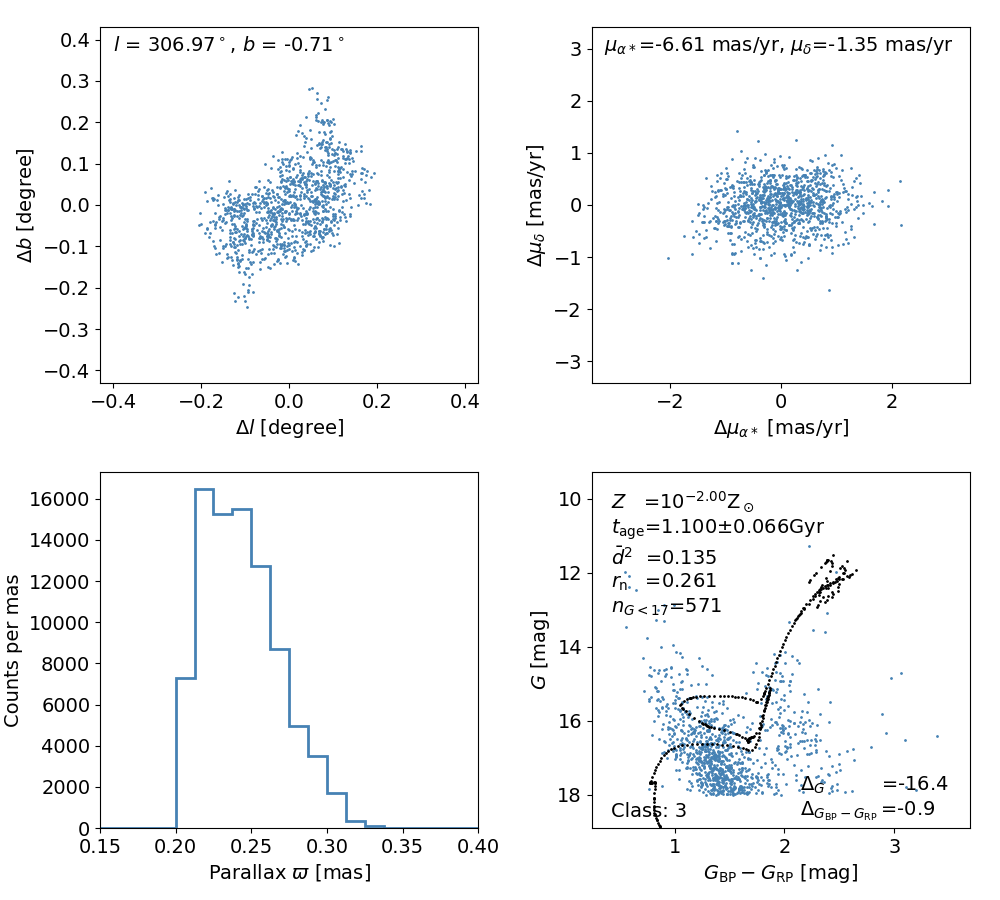 l = 306.97°, b = -0.71°
0.4
0.3
0.2
0.1
0.0
−0.1
−0.2
−0.3
−0.4
−0.4 −0.2 0.0 0.2 0.4
Δb [degree]
Δl [degree]
μα*=-6.61 mas/yr, μδ=-1.35 mas/yr
3
2
1
0
−1
−2
−3
−2 0 2
Δμδ [mas/yr]
Δμα* [mas/yr]
16000
14000
12000
10000
8000
6000
4000
2000
0
0.15 0.20 0.25 0.30 0.35 0.40
Counts per mas
Parallax ϖ [mas]
10
12
14
16
18
1 2 3
G [mag]
G_BP − G_RP [mag]
Z =10^−2.00 Z⊙
t_age=1.100±0.066Gyr
d̄² =0.135
r_n =0.261
n_G<17=571
Δ_G =-16.4
Δ_G_BP−G_RP =-0.9
Class: 3